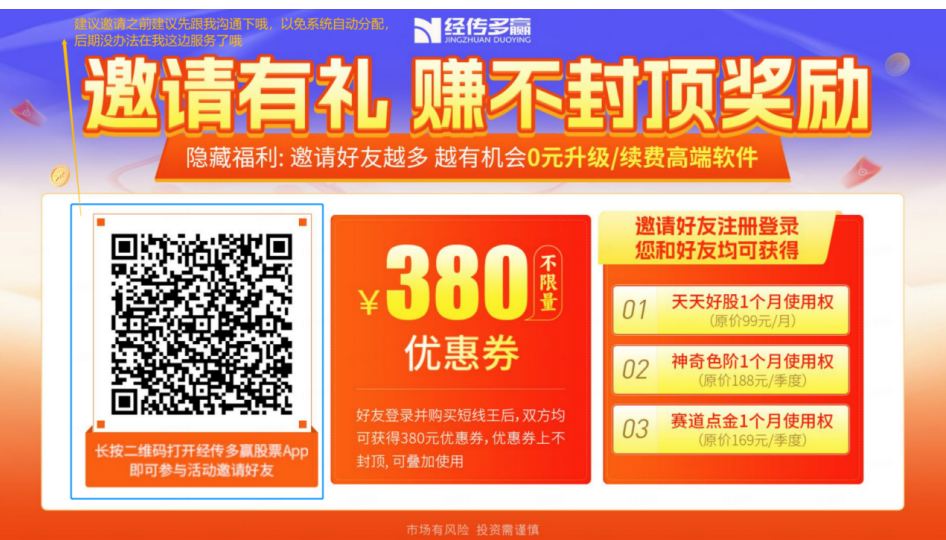 建议邀请之前建议先跟我沟通下哦，以免系统自动分配，
后期没办法在我这边服务了哦
经传多赢
JINGZHUAN DUOYING
邀请有礼 赚不封顶奖励
隐藏福利: 邀请好友越多 越有机会0元升级/续费高端软件
长按二维码打开经传多赢股票App
即可参与活动邀请好友
¥380
不限量
优惠券
好友登录并购买短线王后, 双方均
可获得380元优惠券, 优惠券上不
封顶, 可叠加使用
邀请好友注册登录
您和好友均可获得
01 天天好股1个月使用权
(原价99元/月)
02 神奇色阶1个月使用权
(原价188元/季度)
03 赛道点金1个月使用权
(原价169元/季度)
市场有风险 投资需谨慎